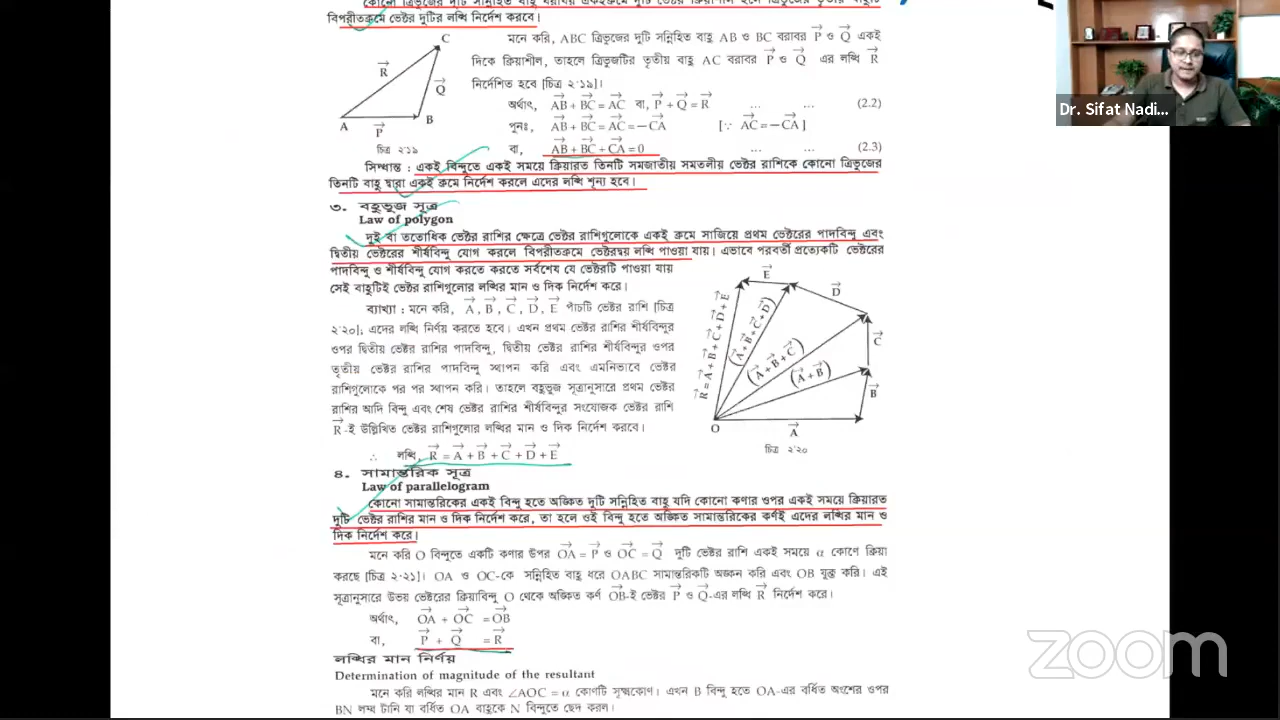 কোনো ত্রিভুজের দুটি সন্নিহিত বাহু বরাবর একইক্রমে দুটি ভেক্টর ক্রিয়াশীল হলে ত্রিভুজের তৃতীয় বাহুটি
বিপরীতক্রমে ভেক্টর দুটির লব্ধি নির্দেশ করবে।
মনে করি, ABC ত্রিভুজের দুটি সন্নিহিত বাহু AB ও BC বরাবর P⃗ ও Q⃗ একই
দিকে ক্রিয়াশীল, তাহলে ত্রিভুজটির তৃতীয় বাহু AC বরাবর P⃗ ও Q⃗ এর লব্ধি R⃗
নির্দেশিত হবে [চিত্র ২'১৯]।
অর্থাৎ, AB⃗ + BC⃗ = AC⃗ বা, P⃗ + Q⃗ = R⃗ ... ... (2.2)
পুনঃ, AB⃗ + BC⃗ = AC⃗ = − CA⃗ [∵ AC⃗ = − CA⃗ ]
বা, AB⃗ + BC⃗ + CA⃗ = 0 ... ... (2.3)
C
R⃗
Q⃗
A
B
P⃗
চিত্র ২'১৯
সিদ্ধান্ত : একই বিন্দুতে একই সময়ে ক্রিয়ারত তিনটি সমজাতীয় সমতলীয় ভেক্টর রাশিকে কোনো ত্রিভুজের
তিনটি বাহু দ্বারা একই ক্রমে নির্দেশ করলে এদের লব্ধি শূন্য হবে।
৩. বহুভুজ সূত্র
Law of polygon
দুই বা ততোধিক ভেক্টর রাশির ক্ষেত্রে ভেক্টর রাশিগুলোকে একই ক্রমে সাজিয়ে প্রথম ভেক্টরের পাদবিন্দু এবং
দ্বিতীয় ভেক্টরের শীর্ষবিন্দু যোগ করলে বিপরীতক্রমে ভেক্টরদ্বয় লব্ধি পাওয়া যায়। এভাবে পরবর্তী প্রত্যেকটি ভেক্টরের
পাদবিন্দু ও শীর্ষবিন্দু যোগ করতে করতে সর্বশেষ যে ভেক্টরটি পাওয়া যায়
সেই বাহুটিই ভেক্টর রাশিগুলোর লব্ধির মান ও দিক নির্দেশ করে।
ব্যাখ্যা : মনে করি, A⃗, B⃗, C⃗, D⃗, E⃗ পাঁচটি ভেক্টর রাশি [চিত্র
২'২০]; এদের লব্ধি নির্ণয় করতে হবে। এখন প্রথম ভেক্টর রাশির শীর্ষবিন্দুর
ওপর দ্বিতীয় ভেক্টর রাশির পাদবিন্দু, দ্বিতীয় ভেক্টর রাশির শীর্ষবিন্দুর ওপর
তৃতীয় ভেক্টর রাশির পাদবিন্দু স্থাপন করি এবং এমনিভাবে ভেক্টর
রাশিগুলোকে পর পর স্থাপন করি। তাহলে বহুভুজ সূত্রানুসারে প্রথম ভেক্টর
রাশির আদি বিন্দু এবং শেষ ভেক্টর রাশির শীর্ষবিন্দুর সংযোজক ভেক্টর রাশি
R⃗-ই উল্লিখিত ভেক্টর রাশিগুলোর লব্ধির মান ও দিক নির্দেশ করবে।
∴ লব্ধি, R⃗ = A⃗ + B⃗ + C⃗ + D⃗ + E⃗
E⃗
D⃗
C⃗
B⃗
R⃗ = A⃗ + B⃗ + C⃗ + D⃗ + E⃗
(A⃗ + B⃗ + C⃗ + D⃗)
(A⃗ + B⃗ + C⃗)
(A⃗ + B⃗)
O
A⃗
চিত্র ২'২০
৪. সামান্তরিক সূত্র
Law of parallelogram
কোনো সামান্তরিকের একই বিন্দু হতে অঙ্কিত দুটি সন্নিহিত বাহু যদি কোনো কণার ওপর একই সময়ে ক্রিয়ারত
দুটি ভেক্টর রাশির মান ও দিক নির্দেশ করে, তা হলে ওই বিন্দু হতে অঙ্কিত সামান্তরিকের কর্ণই এদের লব্ধির মান ও
দিক নির্দেশ করে।
মনে করি O বিন্দুতে একটি কণার উপর OA⃗ = P⃗ ও OC⃗ = Q⃗ দুটি ভেক্টর রাশি একই সময়ে α কোণে ক্রিয়া
করছে [চিত্র ২'২১]। OA ও OC-কে সন্নিহিত বাহু ধরে OABC সামান্তরিকটি অঙ্কন করি এবং OB যুক্ত করি। এই
সূত্রানুসারে উভয় ভেক্টরের ক্রিয়াবিন্দু O থেকে অঙ্কিত কর্ণ OB⃗-ই ভেক্টর P⃗ ও Q⃗-এর লব্ধি R⃗ নির্দেশ করে।
অর্থাৎ, OA⃗ + OC⃗ = OB⃗
বা, P⃗ + Q⃗ = R⃗
লব্ধির মান নির্ণয়
Determination of magnitude of the resultant
মনে করি লব্ধির মান R এবং ∠AOC = α কোণটি সূক্ষ্মকোণ। এখন B বিন্দু হতে OA-এর বর্ধিত অংশের ওপর
BN লম্ব টানি যা বর্ধিত OA বাহুকে N বিন্দুতে ছেদ করল।
Dr. Sifat Nadi...
zoom